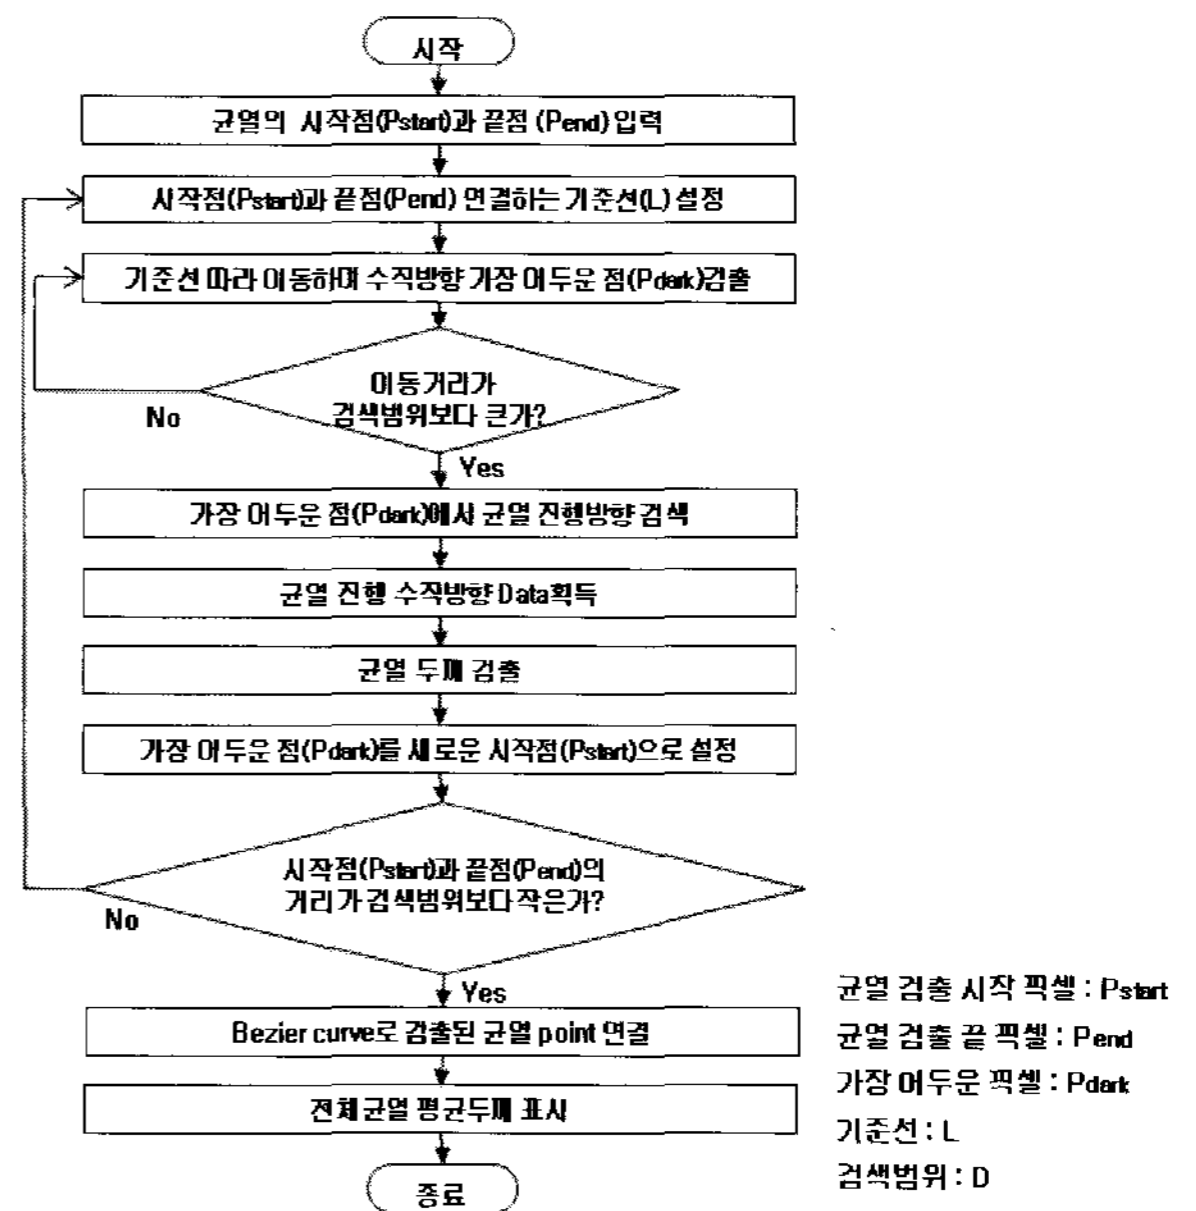 시작
균열의 시작점(Pstart)과 끝점 (Pend) 입력
시작점(Pstart)과 끝점(Pend) 연결하는 기준선(L) 설정
기준선 따라 이동하며 수직방향 가장 어두운 점(Pdark)검출
이동거리가
검색범위보다 큰가?
No
Yes
가장 어두운 점(Pdark)에서 균열 진행방향 검색
균열 진행 수직방향 Data획득
균열 두께 검출
가장 어두운 점(Pdark)를 새로운 시작점(Pstart)으로 설정
시작점(Pstart)과 끝점(Pend)의
거리가 검색범위보다 작은가?
No
Yes
Bezier curve로 검출된 균열 point 연결
전체균열 평균두께 표시
종료
균열 검출 시작 픽셀 : Pstart
균열 검출 끝 픽셀 : Pend
가장 어두운 픽셀 : Pdark
기준선 : L
검색범위 : D